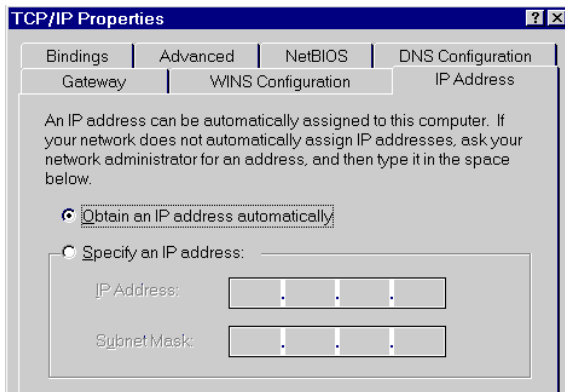 TCP/IP Properties
Bindings Advanced NetBIOS DNS Configuration
Gateway WINS Configuration IP Address
An IP address can be automatically assigned to this computer. If
your network does not automatically assign IP addresses, ask your
network administrator for an address, and then type it in the space
below.
Obtain an IP address automatically
Specify an IP address:
IP Address:
Subnet Mask: